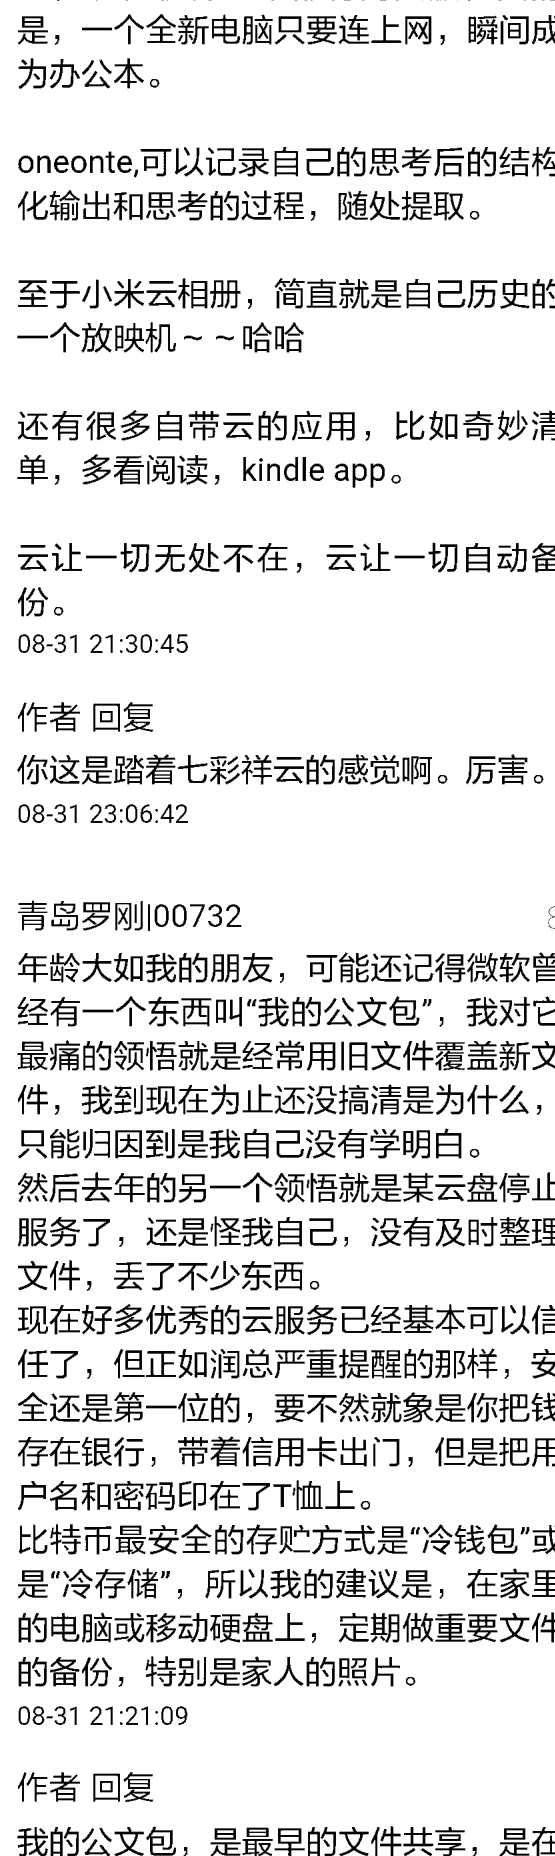 是，一个全新电脑只要连上网，瞬间成
为办公本。
oneonte,可以记录自己的思考后的结构
化输出和思考的过程，随处提取。
至于小米云相册，简直就是自己历史的
一个放映机～～哈哈
还有很多自带云的应用，比如奇妙清
单，多看阅读，kindle app。
云让一切无处不在，云让一切自动备
份。
08-31 21:30:45
作者 回复
你这是踏着七彩祥云的感觉啊。厉害。
08-31 23:06:42
青岛罗刚|00732
年龄大如我的朋友，可能还记得微软曾
经有一个东西叫“我的公文包”，我对它
最痛的领悟就是经常用旧文件覆盖新文
件，我到现在为止还没搞清是为什么，
只能归因到是我自己没有学明白。
然后去年的另一个领悟就是某云盘停止
服务了，还是怪我自己，没有及时整理
文件，丢了不少东西。
现在好多优秀的云服务已经基本可以信
任了，但正如润总严重提醒的那样，安
全还是第一位的，要不然就象是你把钱
存在银行，带着信用卡出门，但是把用
户名和密码印在了T恤上。
比特币最安全的存贮方式是“冷钱包”或
是“冷存储”，所以我的建议是，在家里
的电脑或移动硬盘上，定期做重要文件
的备份，特别是家人的照片。
08-31 21:21:09
作者 回复
我的公文包，是最早的文件共享，是在